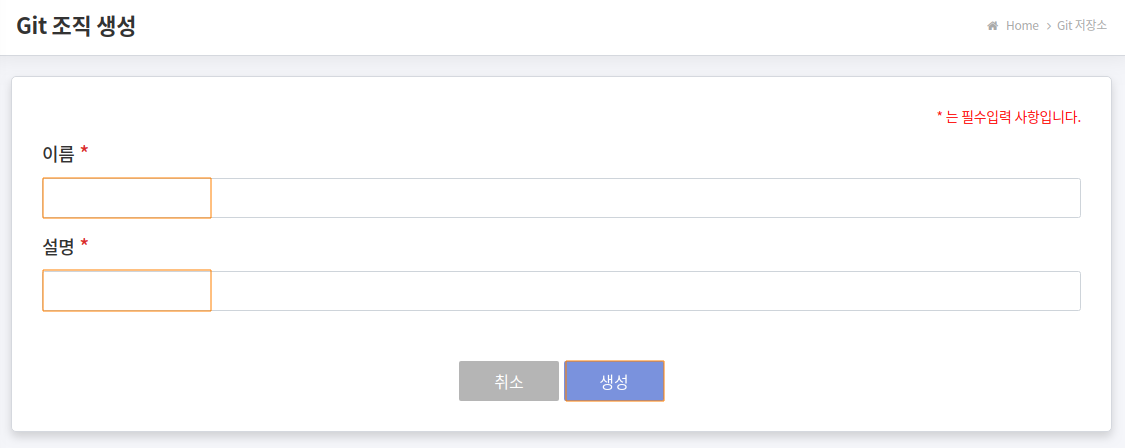 Git 조직 생성
Home > Git 저장소
* 는 필수입력 사항입니다.
이름 *
설명 *
취소 생성